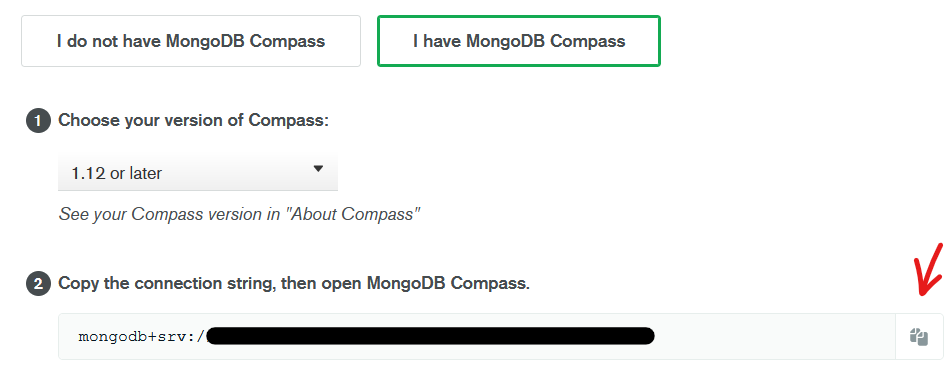 I do not have MongoDB Compass
I have MongoDB Compass
1 Choose your version of Compass:
1.12 or later
See your Compass version in "About Compass"
2 Copy the connection string, then open MongoDB Compass.
mongodb+srv:/